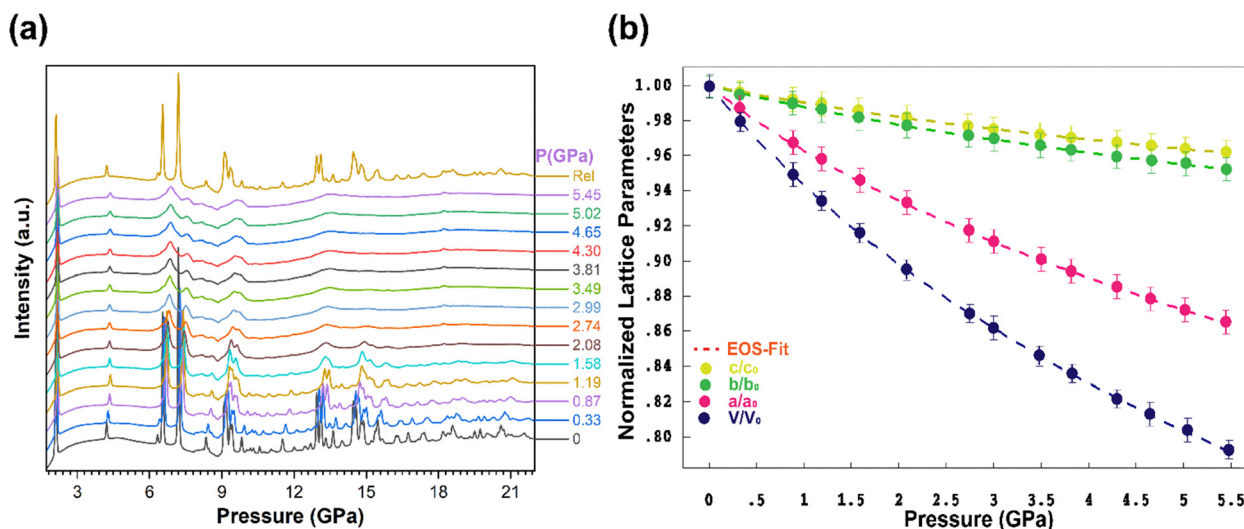 (a)
Intensity (a.u.)
P(GPa)
Rel
5.45
5.02
4.65
4.30
3.81
3.49
2.99
2.74
2.08
1.58
1.19
0.87
0.33
0
3 6 9 12 15 18 21
Pressure (GPa)
(b)
Normalized Lattice Parameters
1.00
.98
.96
.94
.92
.90
.88
.86
.84
.82
.80
EOS-Fit
c/c₀
b/b₀
a/a₀
V/V₀
0 .5 1 1.5 2 2.5 3 3.5 4 4.5 5 5.5
Pressure (GPa)